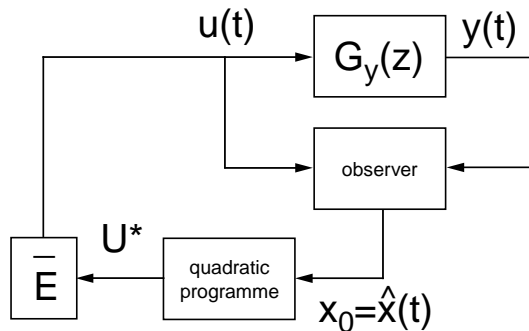 u(t)
y(t)
G_y(z)
observer
U*
E̅
quadratic
programme
x_0=x̂(t)